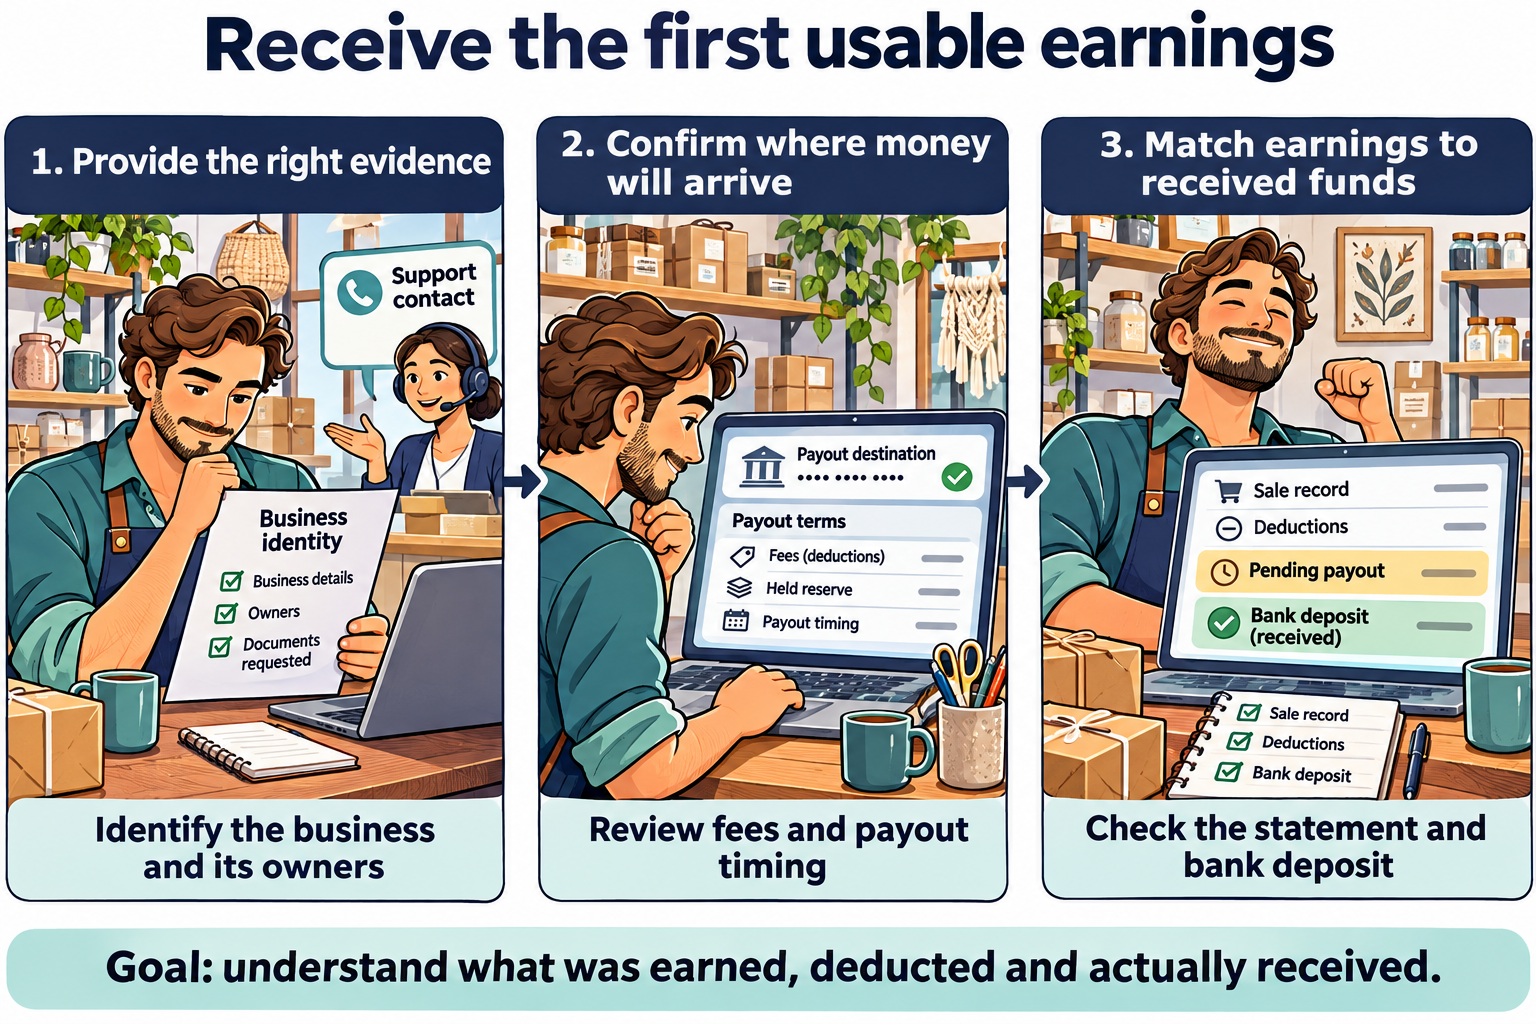 Receive the first usable earnings
1. Provide the right evidence
Support
contact
Business
identity
Business details
Owners
Documents
requested
Identify the business
and its owners
2. Confirm where money
will arrive
Payout destination
•••• •••• ••••
Payout terms
Fees (deductions)
Held reserve
Payout timing
Review fees and payout
timing
3. Match earnings to
received funds
Sale record
Deductions
Pending payout
Bank deposit
(received)
Sale record
Deductions
Bank deposit
Check the statement and
bank deposit
Goal: understand what was earned, deducted and actually received.